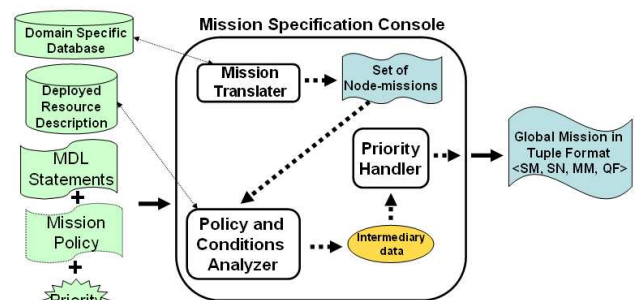 Mission Specification Console
Domain Specific
Database
Deployed
Resource
Description
MDL
Statements
+
Mission
Policy
+
Priority
Mission
Translater
Set of
Node-missions
Priority
Handler
Policy and
Conditions
Analyzer
Intermediary
data
Global Mission in
Tuple Format
<SM, SN, MM, QF>